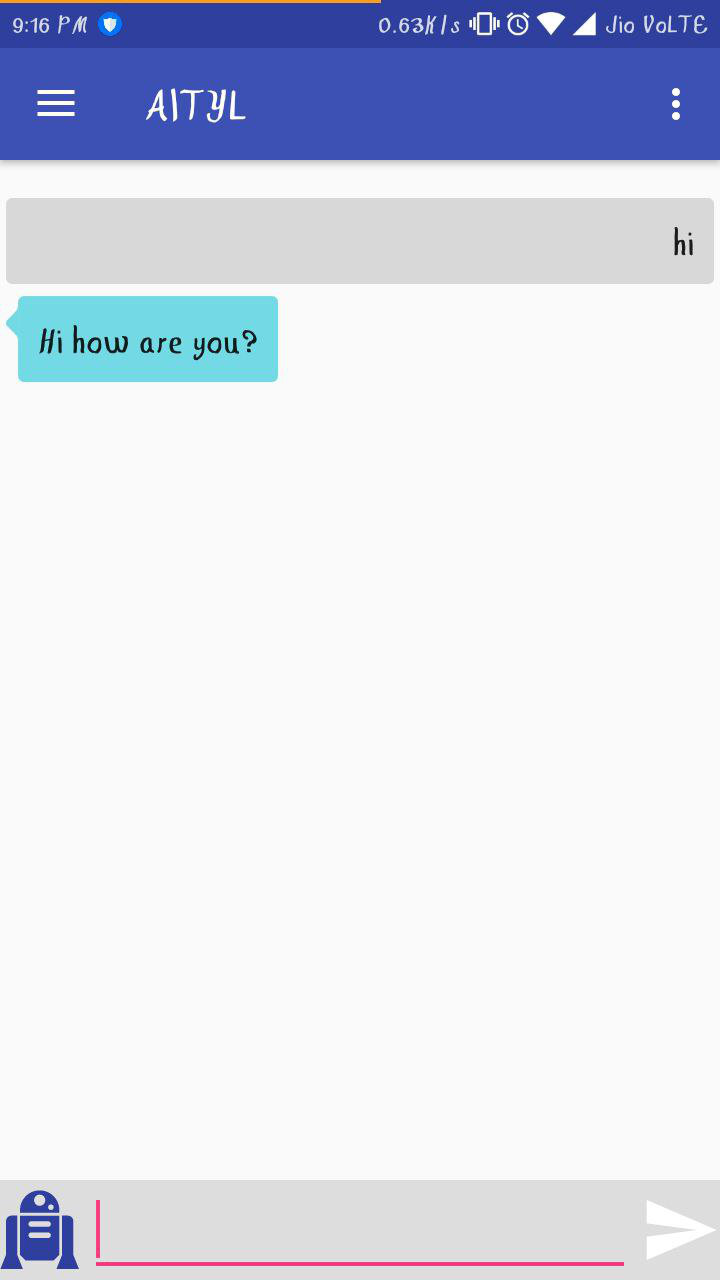 9:16 PM 0.63K/s Jio VoLTE
AITYL
hi
Hi how are you?